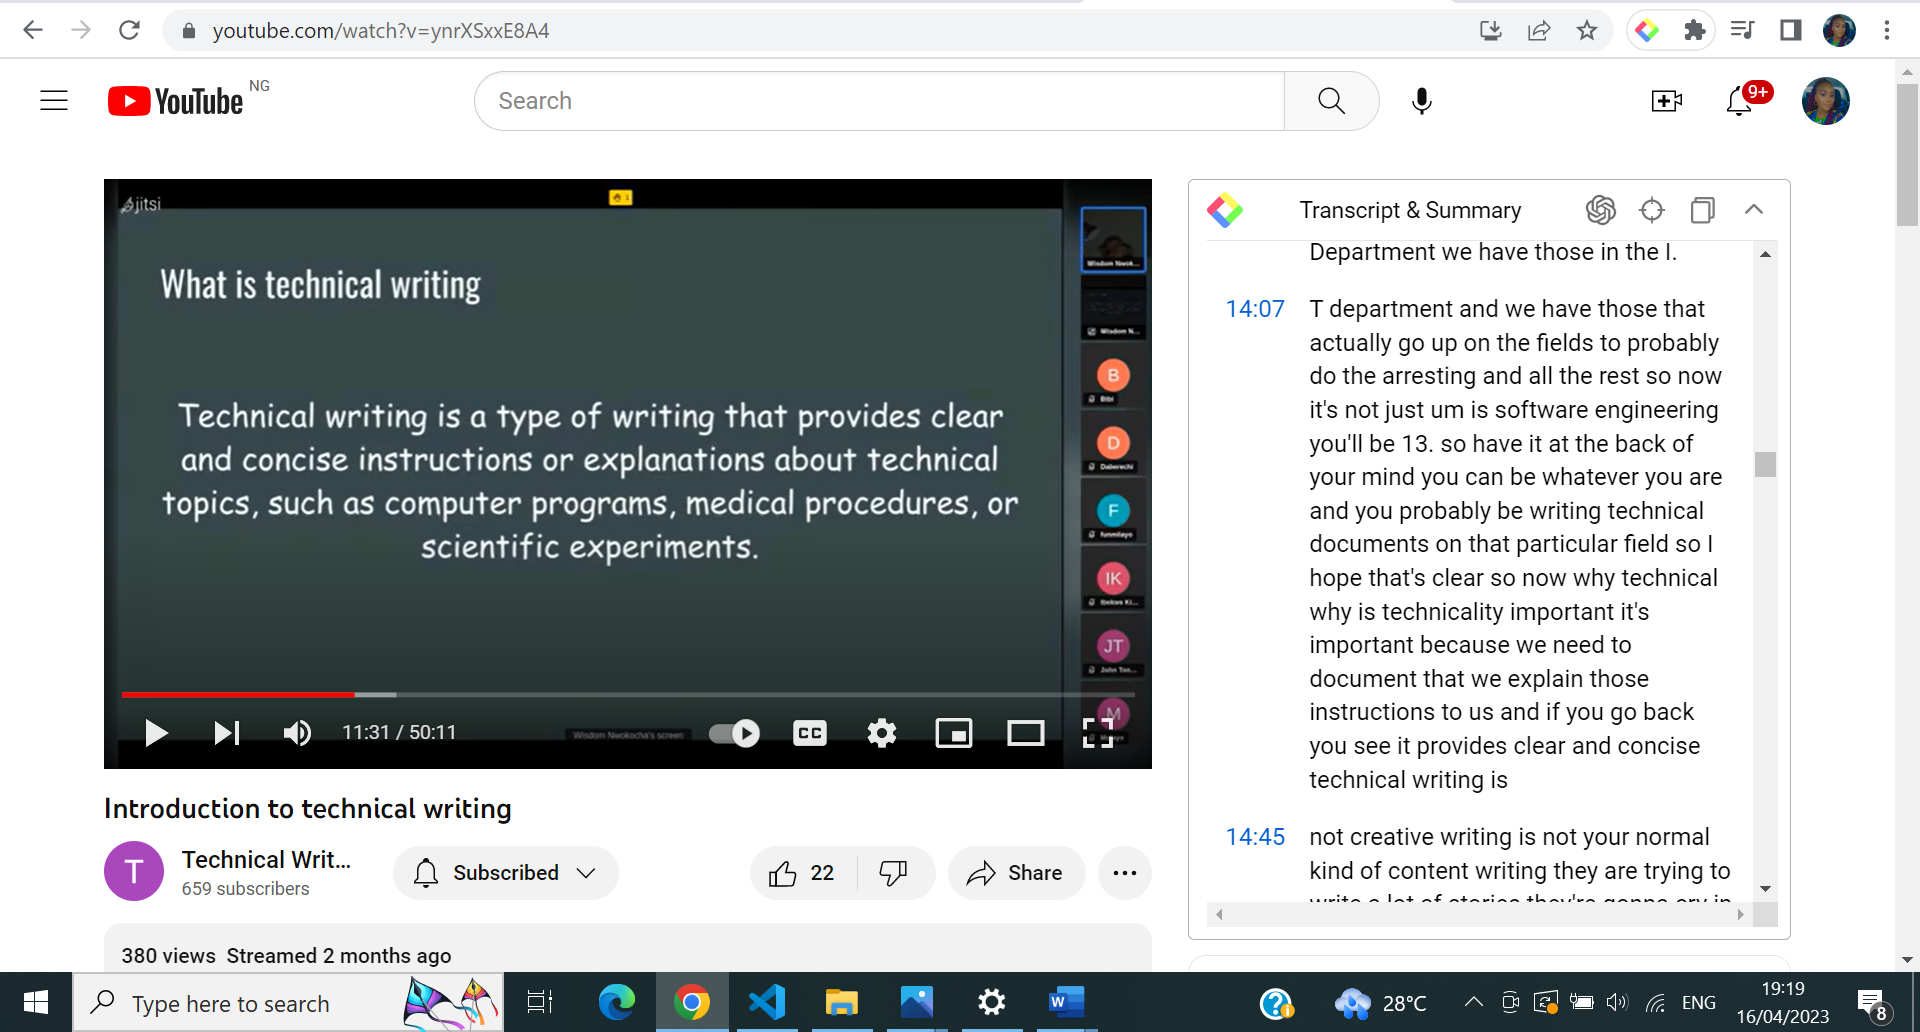 youtube.com/watch?v=ynrXSxxE8A4
YouTube NG
Search
9+
jitsi
1
What is technical writing
Technical writing is a type of writing that provides clear
and concise instructions or explanations about technical
topics, such as computer programs, medical procedures, or
scientific experiments.
Wisdom Nwok...
Wisdom N...
B
Bibi
D
Daberechi
F
funmilayo
IK
JT
John Ton...
M
11:31 / 50:11
Wisdom Nwokocha's screen
CC
Introduction to technical writing
T
Technical Writ...
659 subscribers
Subscribed
22
Share
380 views Streamed 2 months ago
Transcript & Summary
Department we have those in the I.
14:07 T department and we have those that
actually go up on the fields to probably
do the arresting and all the rest so now
it's not just um is software engineering
you'll be 13. so have it at the back of
your mind you can be whatever you are
and you probably be writing technical
documents on that particular field so I
hope that's clear so now why technical
why is technicality important it's
important because we need to
document that we explain those
instructions to us and if you go back
you see it provides clear and concise
technical writing is
14:45 not creative writing is not your normal
kind of content writing they are trying to
write a lot of stories they're gonna cry in
Type here to search
W
28°C
ENG
19:19
16/04/2023
8